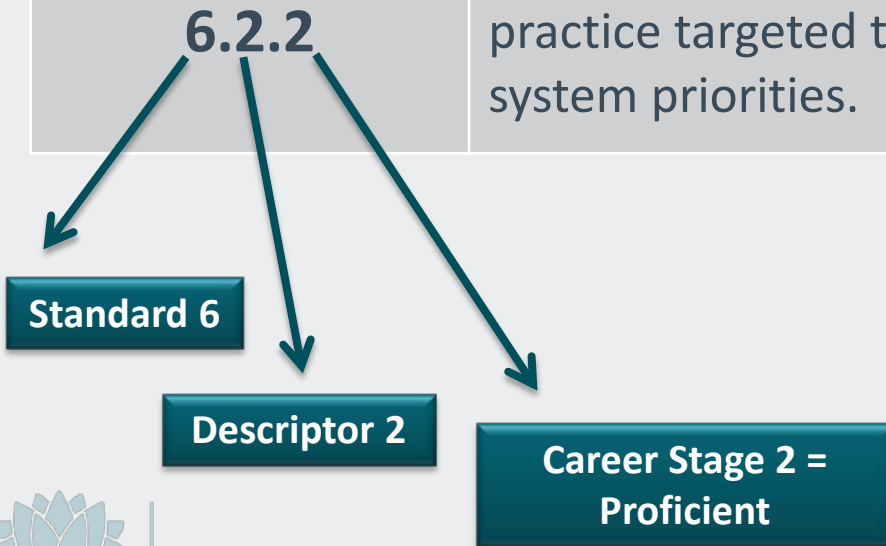 6.2.2
practice targeted t
system priorities.
Standard 6
Descriptor 2
Career Stage 2 =
Proficient